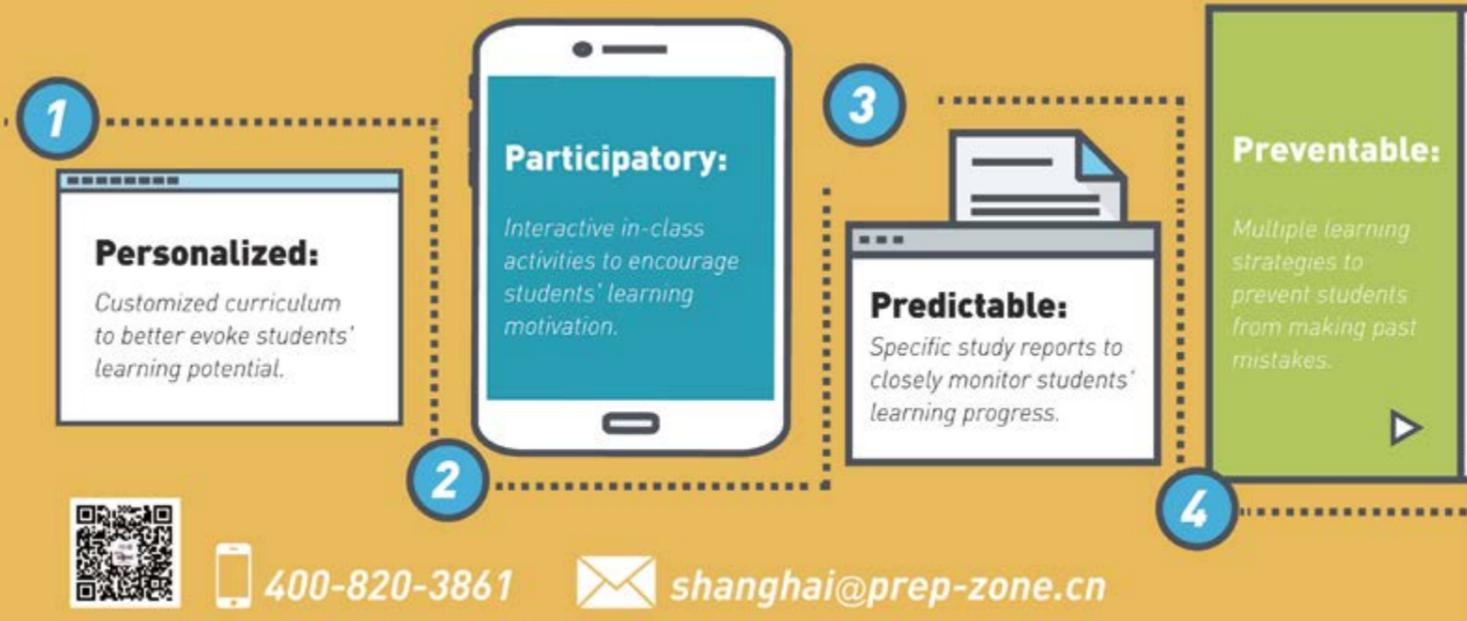 1
Personalized:
Customized curriculum
to better evoke students'
learning potential.
2
Participatory:
Interactive in-class
activities to encourage
students' learning
motivation.
3
Predictable:
Specific study reports to
closely monitor students'
learning progress.
4
Preventable:
Multiple learning
strategies to
prevent students
from making past
mistakes.
400-820-3861
shanghai@prep-zone.cn